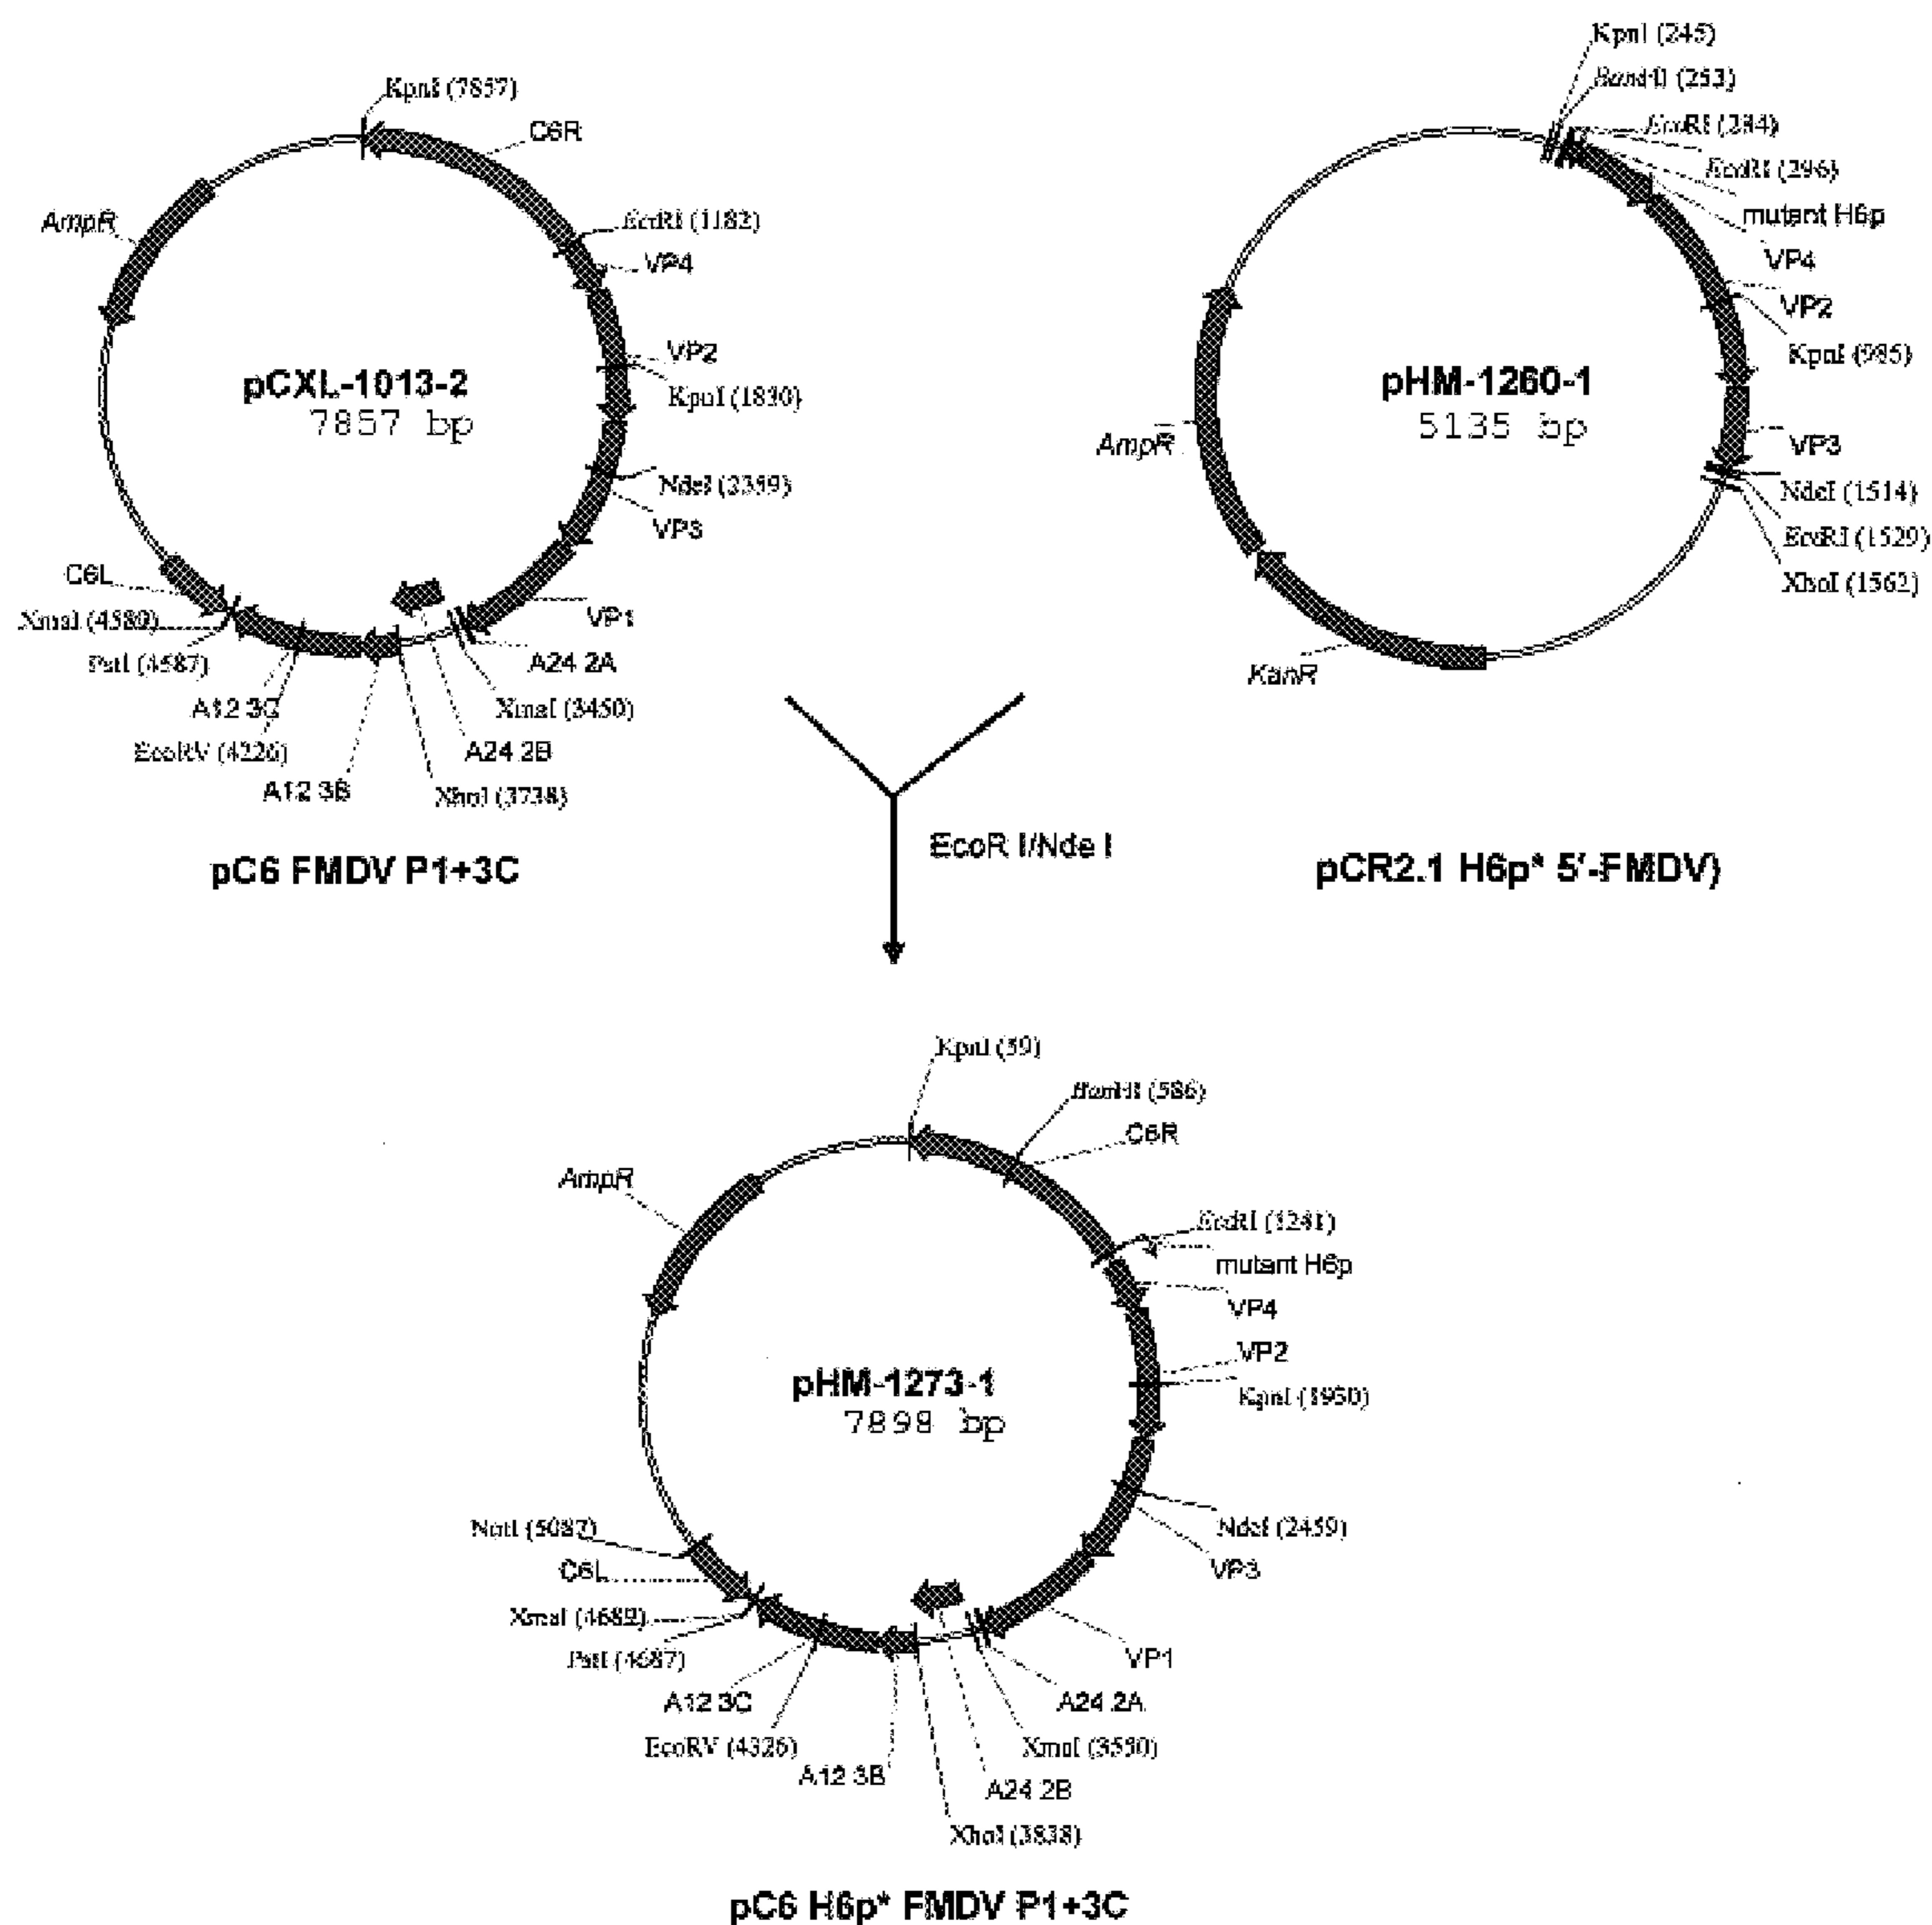 KpnI (7857)
C6R
AmpR
EcoRI (1182)
VP4
VP2
KpnI (1830)
pCXL-1013-2
7857 bp
NdeI (2359)
VP3
C6L
XmaI (4589)
PstI (4587)
VP1
A24 2A
A12 3C
XmaI (3450)
EcoRV (4226)
A24 2B
A12 3B
XhoI (3738)
pC6 FMDV P1+3C
KpnI (245)
BamHI (253)
EcoRI (284)
EcoRI (296)
mutant H6p
VP4
VP2
KpnI (985)
pHM-1260-1
5135 bp
AmpR
VP3
NdeI (1514)
EcoRI (1529)
XhoI (1562)
KanR
pCR2.1 H6p* 5'-FMDV)
EcoR I/Nde I
KpnI (59)
BamHI (586)
C6R
AmpR
EcoRI (1241)
mutant H6p
VP4
VP2
KpnI (1930)
pHM-1273-1
7898 bp
NotI (5087)
NdeI (2459)
C6L
VP3
XmaI (4689)
PstI (4687)
VP1
A12 3C
A24 2A
EcoRV (4326)
XmaI (3550)
A12 3B
A24 2B
XhoI (3838)
pC6 H6p* FMDV P1+3C